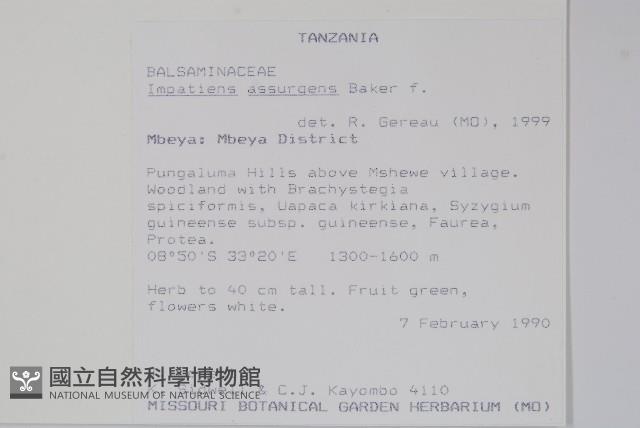 TANZANIA
BALSAMINACEAE
Impatiens assurgens Baker f.
det. R. Gereau (MO), 1999
Mbeya: Mbeya District
Pungaluma Hills above Mshewe village.
Woodland with Brachystegia
spiciformis, Uapaca kirkiana, Syzygium
guineense subsp. guineense, Faurea,
Protea.
08°50'S 33°20'E 1300-1600 m
Herb to 40 cm tall. Fruit green,
flowers white.
7 February 1990
& C.J. Kayombo 4110
MISSOURI BOTANICAL GARDEN HERBARIUM (MO)
國立自然科學博物館
NATIONAL MUSEUM OF NATURAL SCIENCE